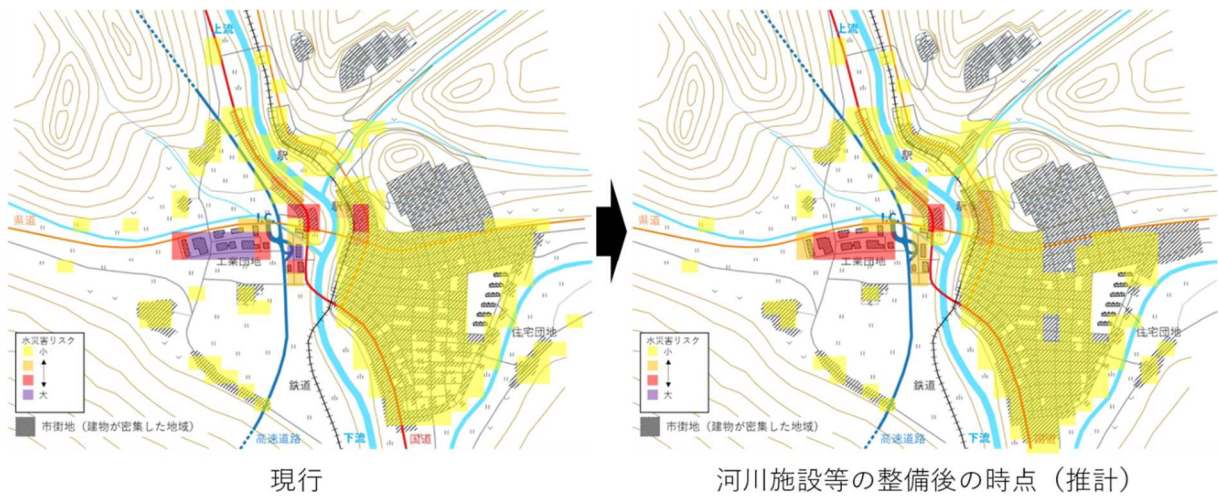 上流
駅
県道
IC
工業団地
住宅団地
水災害リスク
小
大
鉄道
市街地（建物が密集した地域）
高速道路
下流
国道
現行
上流
駅
県道
IC
工業団地
住宅団地
水災害リスク
小
大
鉄道
市街地（建物が密集した地域）
高速道路
下流
国道
河川施設等の整備後の時点（推計）